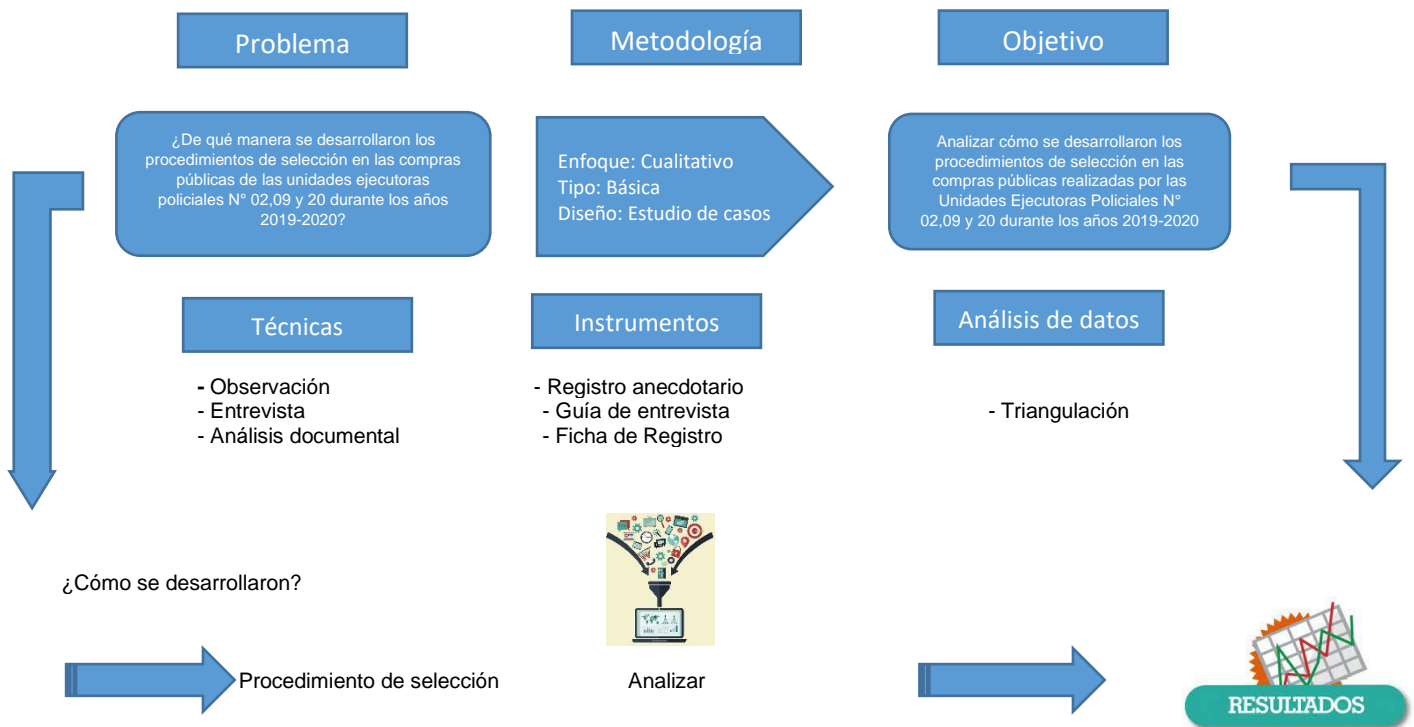 Problema
Metodología
Objetivo
¿De qué manera se desarrollaron los
procedimientos de selección en las compras
públicas de las unidades ejecutoras
policiales N° 02,09 y 20 durante los años
2019-2020?
Enfoque: Cualitativo
Tipo: Básica
Diseño: Estudio de casos
Analizar cómo se desarrollaron los
procedimientos de selección en las
compras públicas realizadas por las
Unidades Ejecutoras Policiales N°
02,09 y 20 durante los años 2019-2020
Técnicas
Instrumentos
Análisis de datos
- Observación
- Entrevista
- Análisis documental
- Registro anecdotario
- Guía de entrevista
- Ficha de Registro
- Triangulación
¿Cómo se desarrollaron?
Procedimiento de selección
Analizar
RESULTADOS